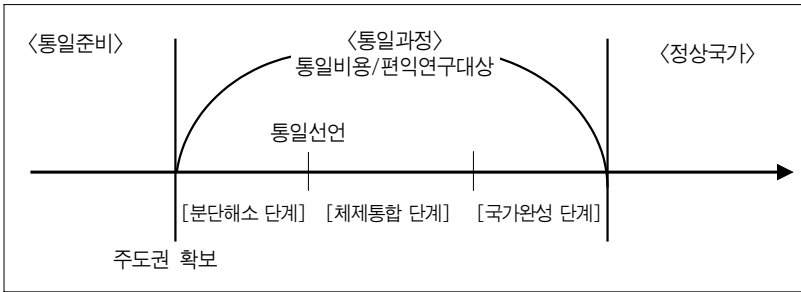 〈통일준비〉
〈통일과정〉
통일비용/편익연구대상
〈정상국가〉
통일선언
[분단해소 단계]
[체제통합 단계]
[국가완성 단계]
주도권 확보